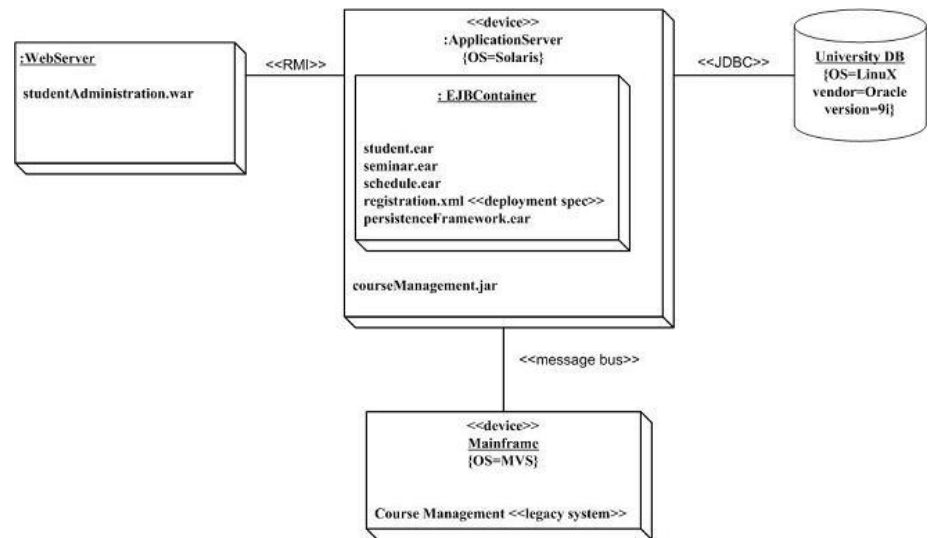 :WebServer
studentAdministration.war
<<RMI>>
<<device>>
:ApplicationServer
{OS=Solaris}
: EJBContainer
student.ear
seminar.ear
schedule.ear
registration.xml <<deployment spec>>
persistenceFramework.ear
courseManagement.jar
<<JDBC>>
University DB
{OS=LinuX
vendor=Oracle
version=9i}
<<message bus>>
<<device>>
Mainframe
{OS=MVS}
Course Management <<legacy system>>